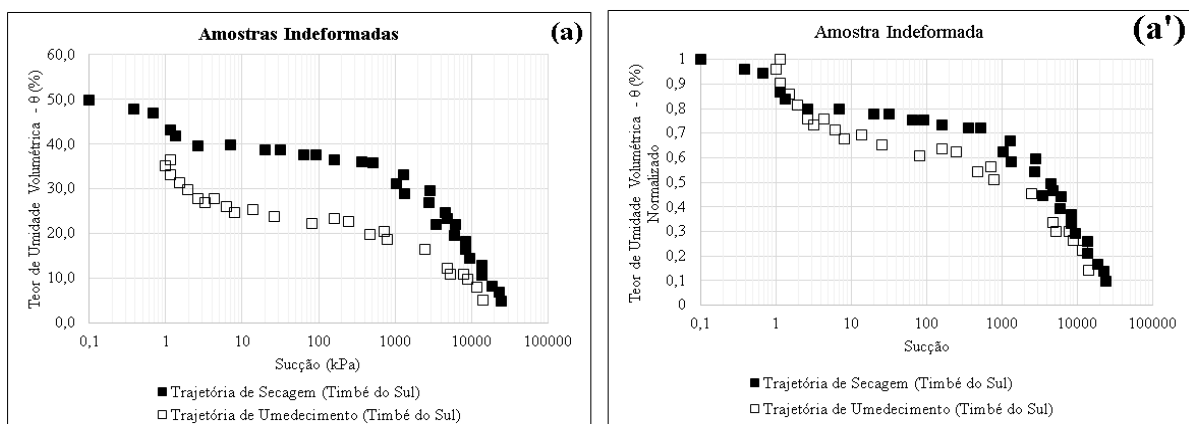 Amostras Indeformadas
(a)
Teor de Umidade Volumétrica - θ (%)
60,0
50,0
40,0
30,0
20,0
10,0
0,0
0,1 1 10 100 1000 10000 100000
Sucção (kPa)
Trajetória de Secagem (Timbé do Sul)
Trajetória de Umedecimento (Timbé do Sul)
Amostra Indeformada
(a')
Teor de Umidade Volumétrica - θ (%)
Normalizado
1
0,9
0,8
0,7
0,6
0,5
0,4
0,3
0,2
0,1
0
0,1 1 10 100 1000 10000 100000
Sucção
Trajetória de Secagem (Timbé do Sul)
Trajetória de Umedecimento (Timbé do Sul)